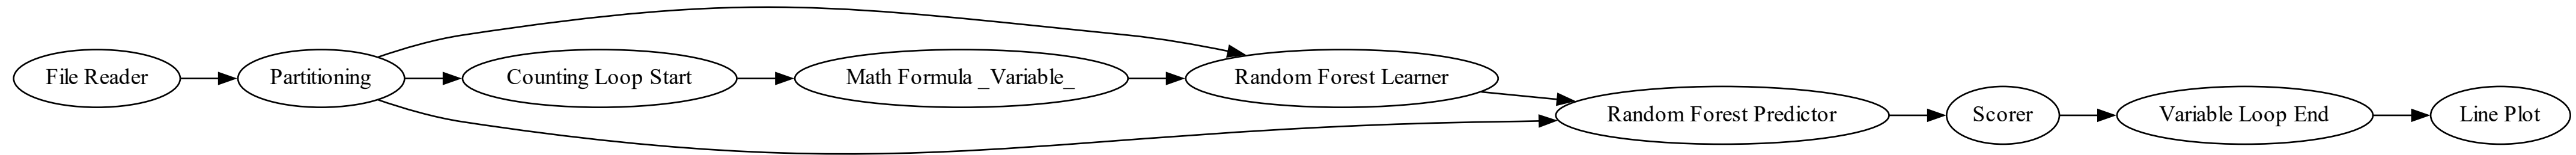 File Reader
Partitioning
Counting Loop Start
Math Formula _Variable_
Random Forest Learner
Random Forest Predictor
Scorer
Variable Loop End
Line Plot